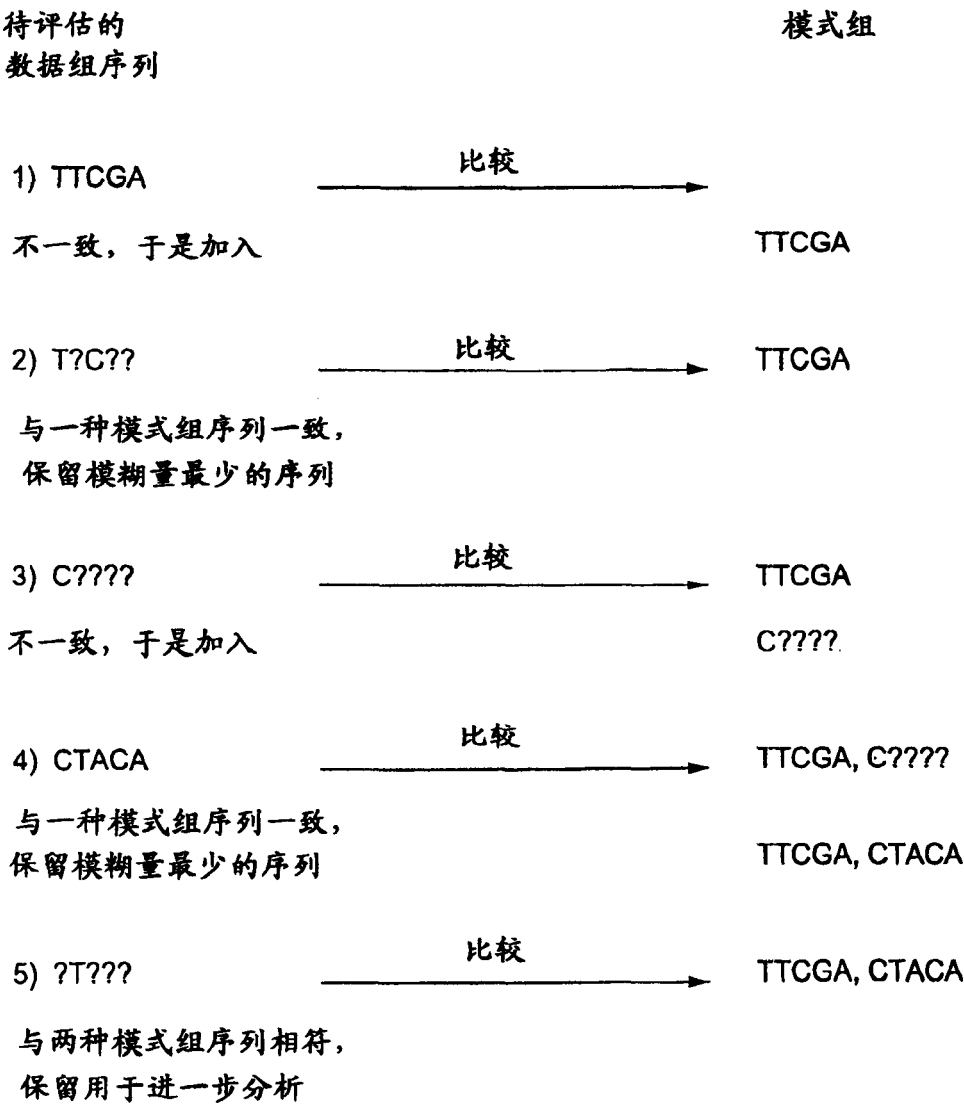 待评估的
数据组序列
模式组
1) TTCGA
比较
不一致，于是加入
TTCGA
2) T?C??
比较
TTCGA
与一种模式组序列一致，
保留模糊量最少的序列
3) C????
比较
TTCGA
不一致，于是加入
C????
4) CTACA
比较
TTCGA, C????
与一种模式组序列一致，
保留模糊量最少的序列
TTCGA, CTACA
5) ?T???
比较
TTCGA, CTACA
与两种模式组序列相符，
保留用于进一步分析